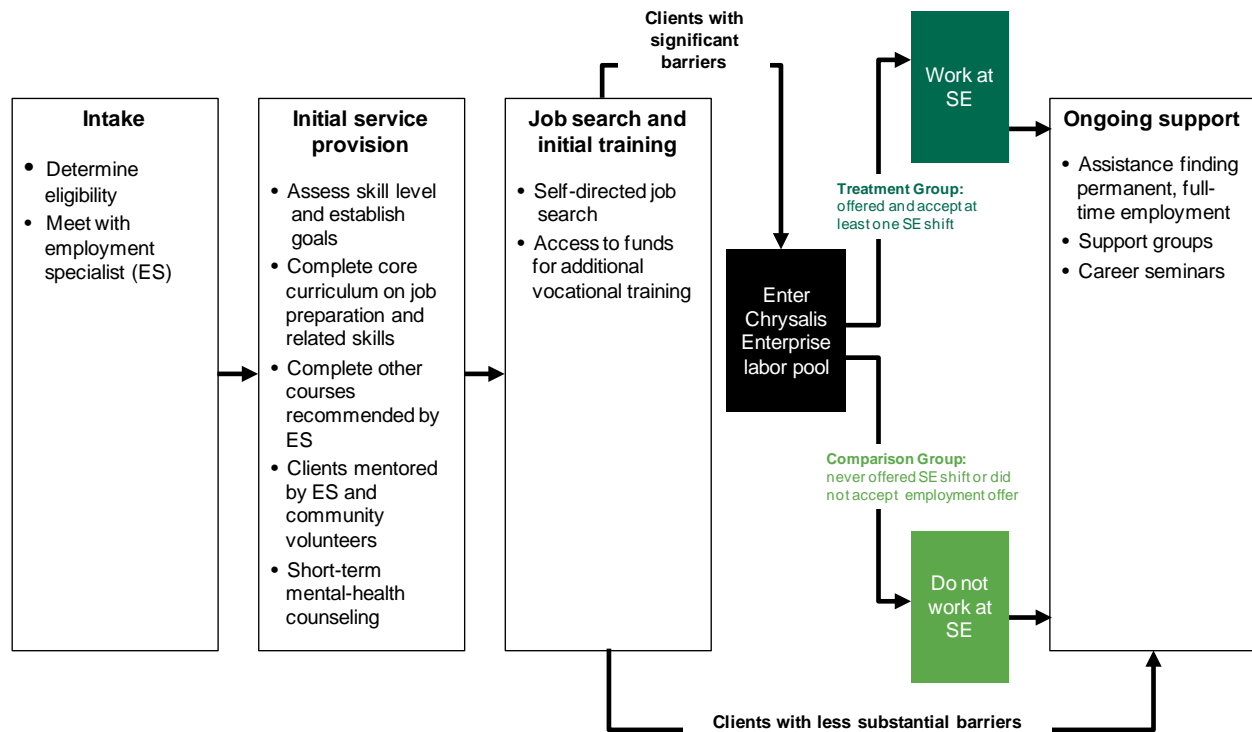 Intake
• Determine
eligibility
• Meet with
employment
specialist (ES)
Initial service
provision
• Assess skill level
and establish
goals
• Complete core
curriculum on job
preparation and
related skills
• Complete other
courses
recommended by
ES
• Clients mentored
by ES and
community
volunteers
• Short-term
mental-health
counseling
Job search and
initial training
• Self-directed job
search
• Access to funds
for additional
vocational training
Clients with
significant
barriers
Enter
Chrysalis
Enterprise
labor pool
Work at
SE
Treatment Group:
offered and accept at
least one SE shift
Comparison Group:
never offered SE shift or did
not accept employment offer
Do not
work at
SE
Ongoing support
• Assistance finding
permanent, full-
time employment
• Support groups
• Career seminars
Clients with less substantial barriers